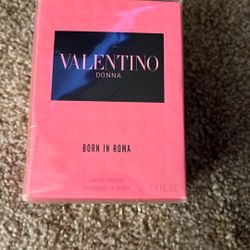 VALENTINO
DONNA
BORN IN ROMA
EAU DE PARFUM